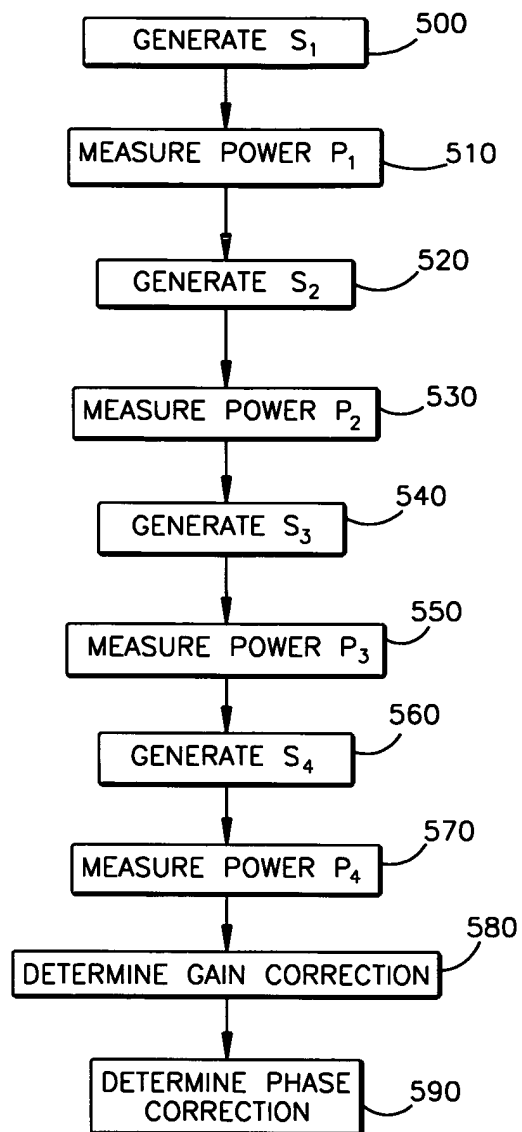 GENERATE S₁
500
MEASURE POWER P₁
510
GENERATE S₂
520
MEASURE POWER P₂
530
GENERATE S₃
540
MEASURE POWER P₃
550
GENERATE S₄
560
MEASURE POWER P₄
570
DETERMINE GAIN CORRECTION
580
DETERMINE PHASE
CORRECTION
590